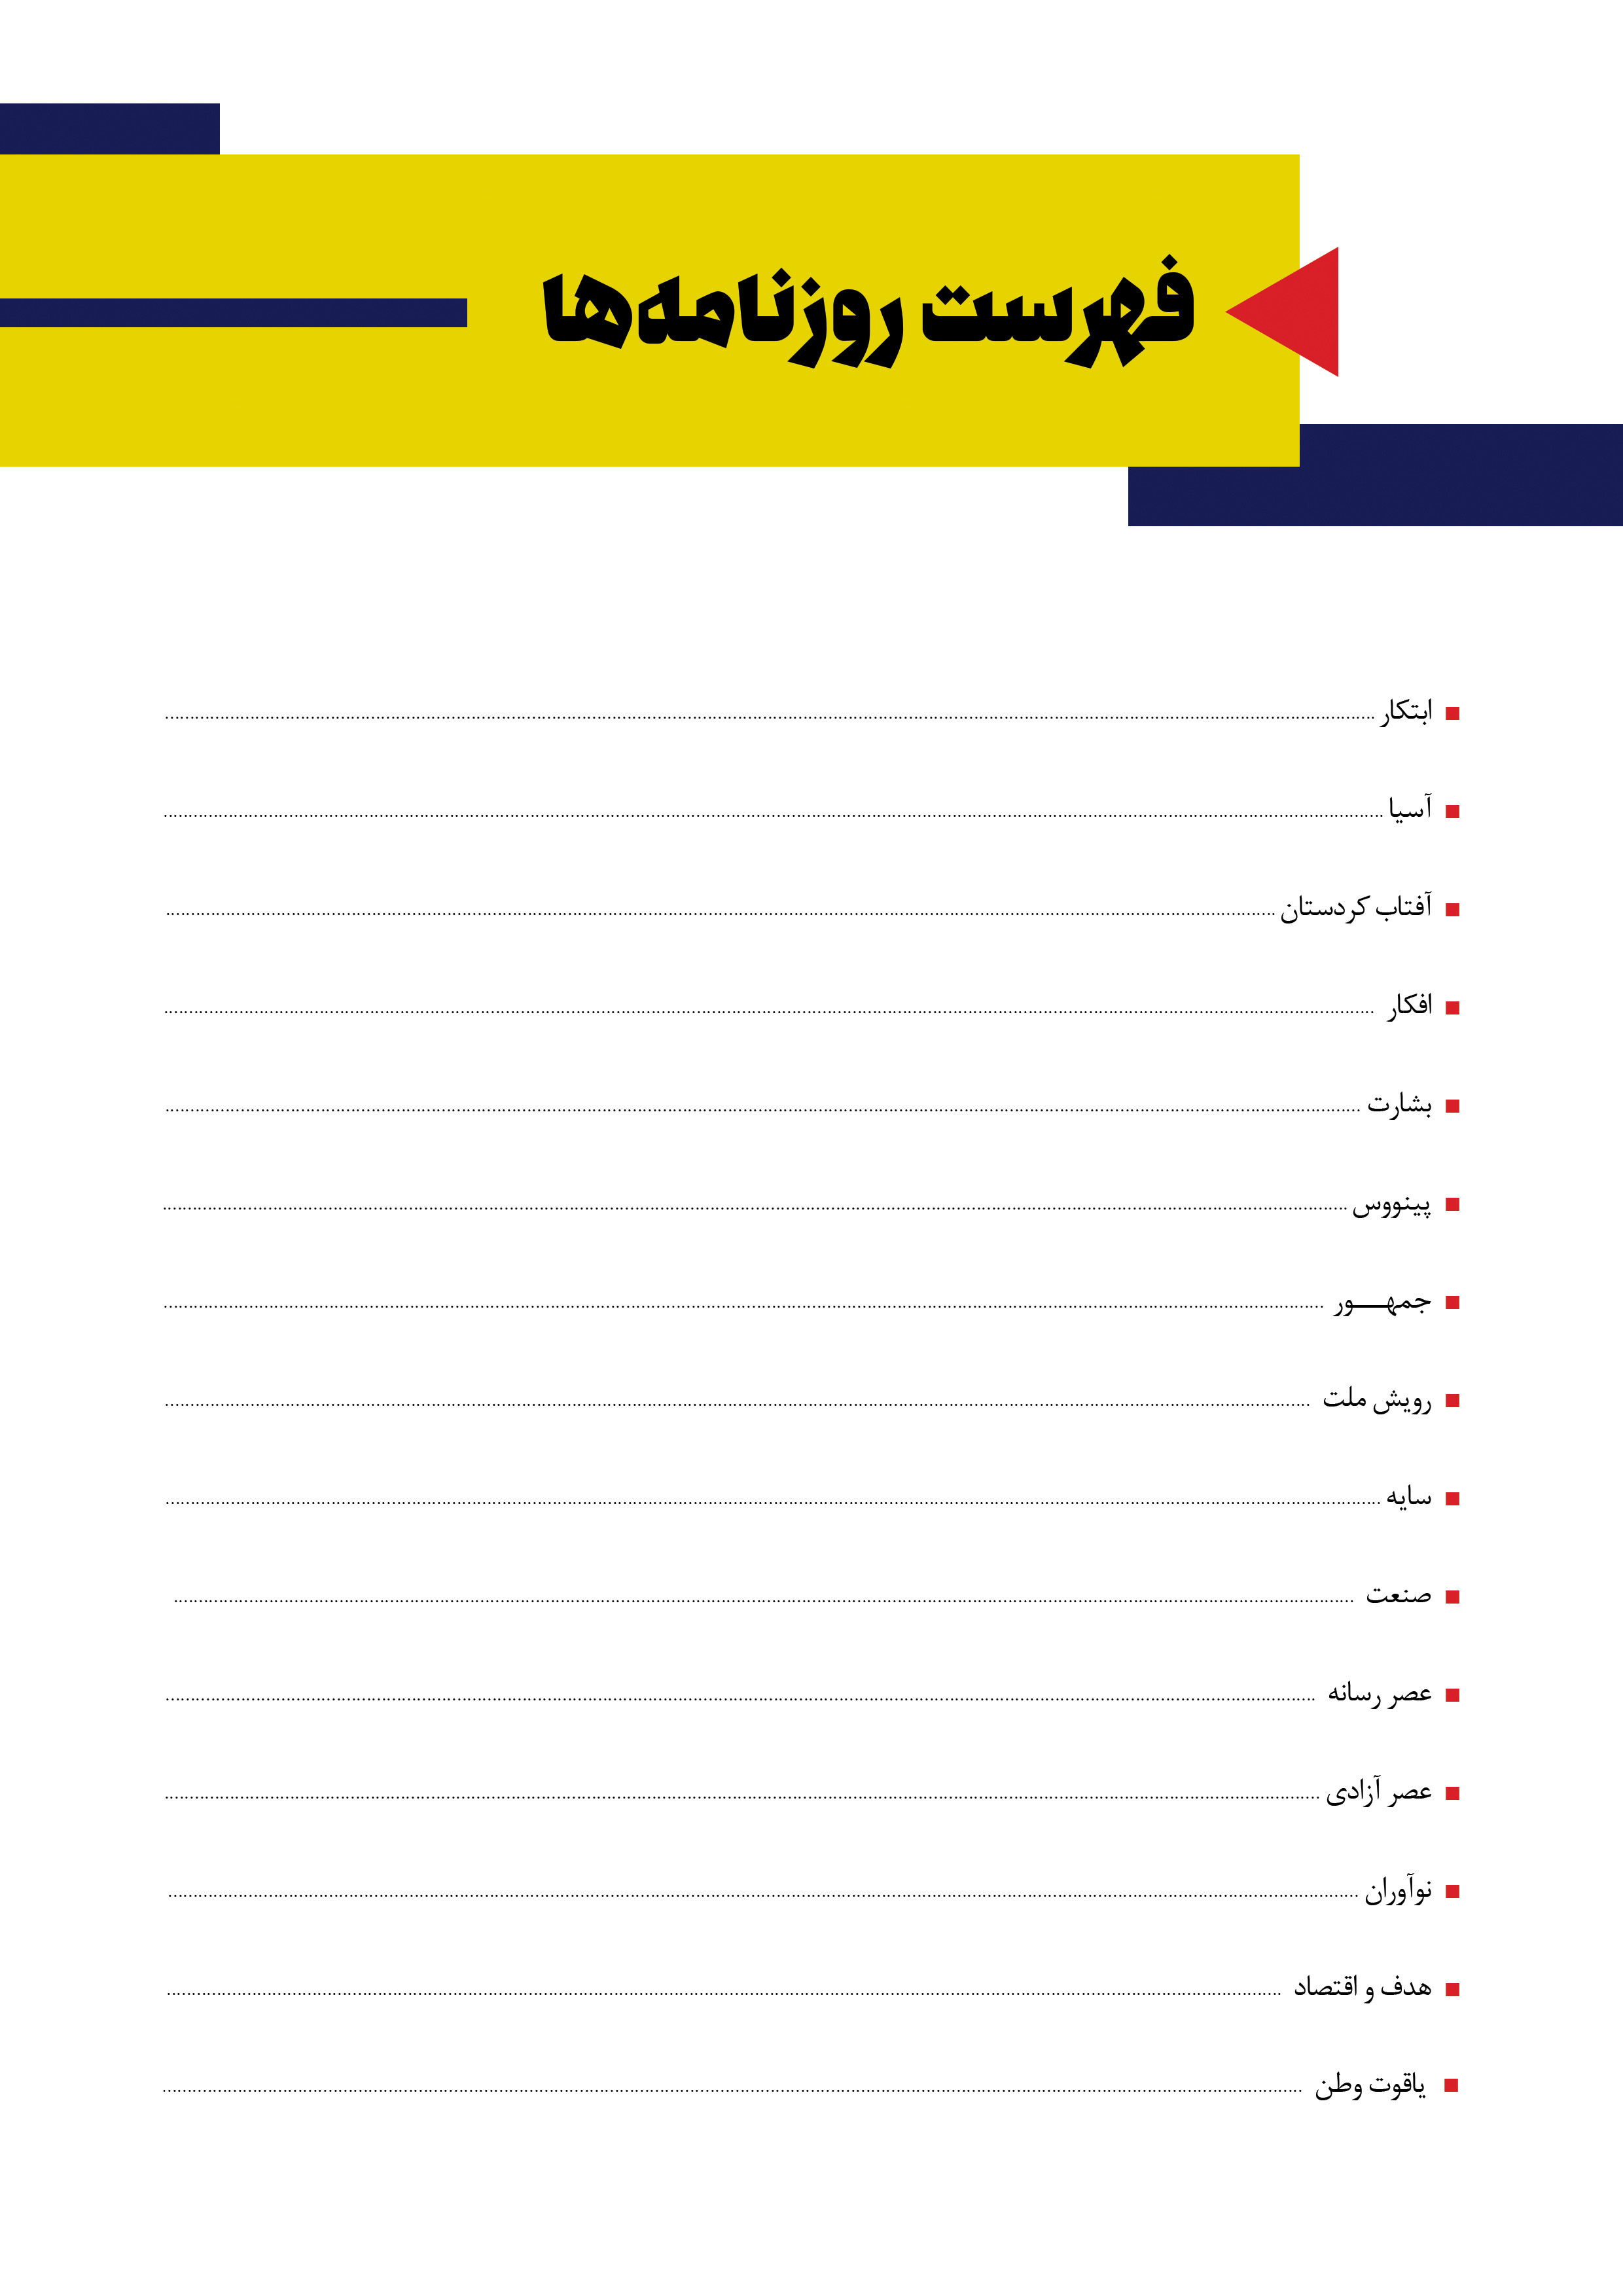 فهرست روزنامه‌ها
ابتکار ........................................................................
آسیا ........................................................................
آفتاب کردستان ........................................................................
افکار ........................................................................
بشارت ........................................................................
پینووس ........................................................................
جمهـــور ........................................................................
رویش ملت ........................................................................
سایه ........................................................................
صنعت ........................................................................
عصر رسانه ........................................................................
عصر آزادی ........................................................................
نوآوران ........................................................................
هدف و اقتصاد ........................................................................
یاقوت وطن ........................................................................